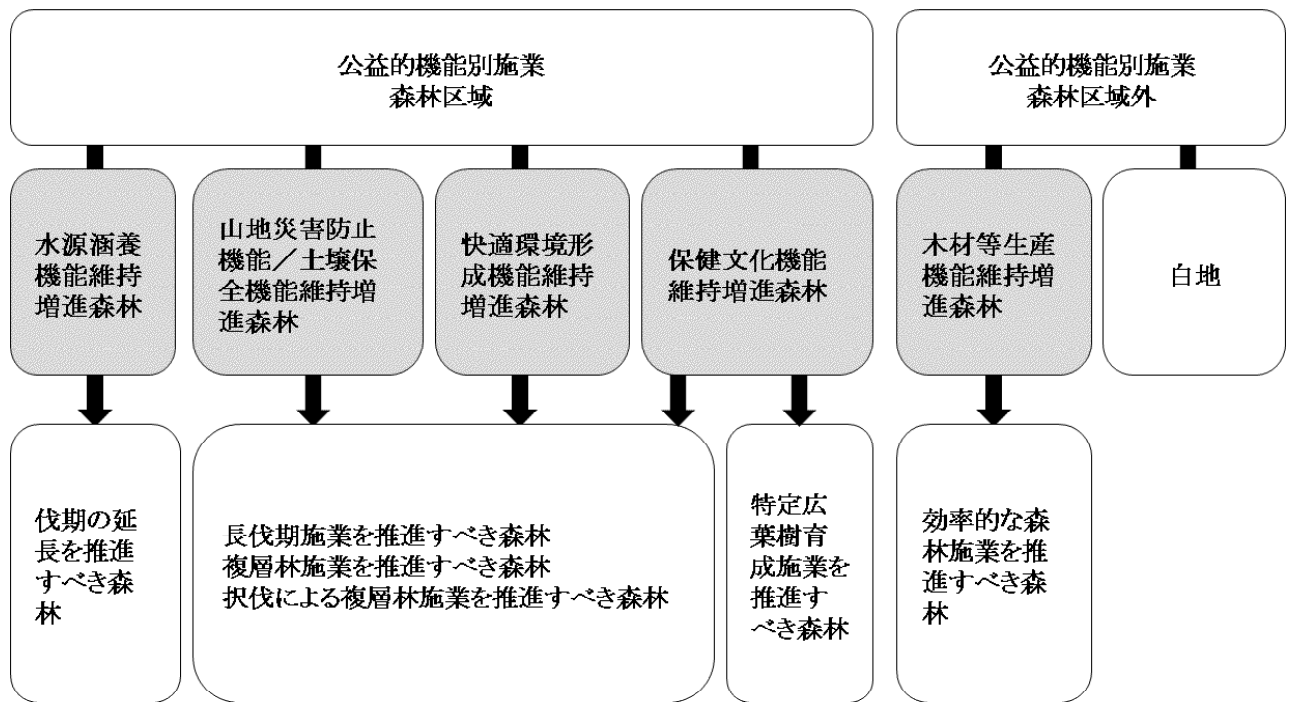 公益的機能別施業
森林区域
公益的機能別施業
森林区域外
水源涵養
機能維持
増進森林
山地災害防止
機能／土壌保
全機能維持増
進森林
快適環境形
成機能維持
増進森林
保健文化機能
維持増進森林
木材等生産
機能維持増
進森林
白地
伐期の延
長を推進
すべき森
林
長伐期施業を推進すべき森林
複層林施業を推進すべき森林
択伐による複層林施業を推進すべき森林
特定広
葉樹育
成施業を
推進す
べき森林
効率的な森
林施業を推
進すべき森
林